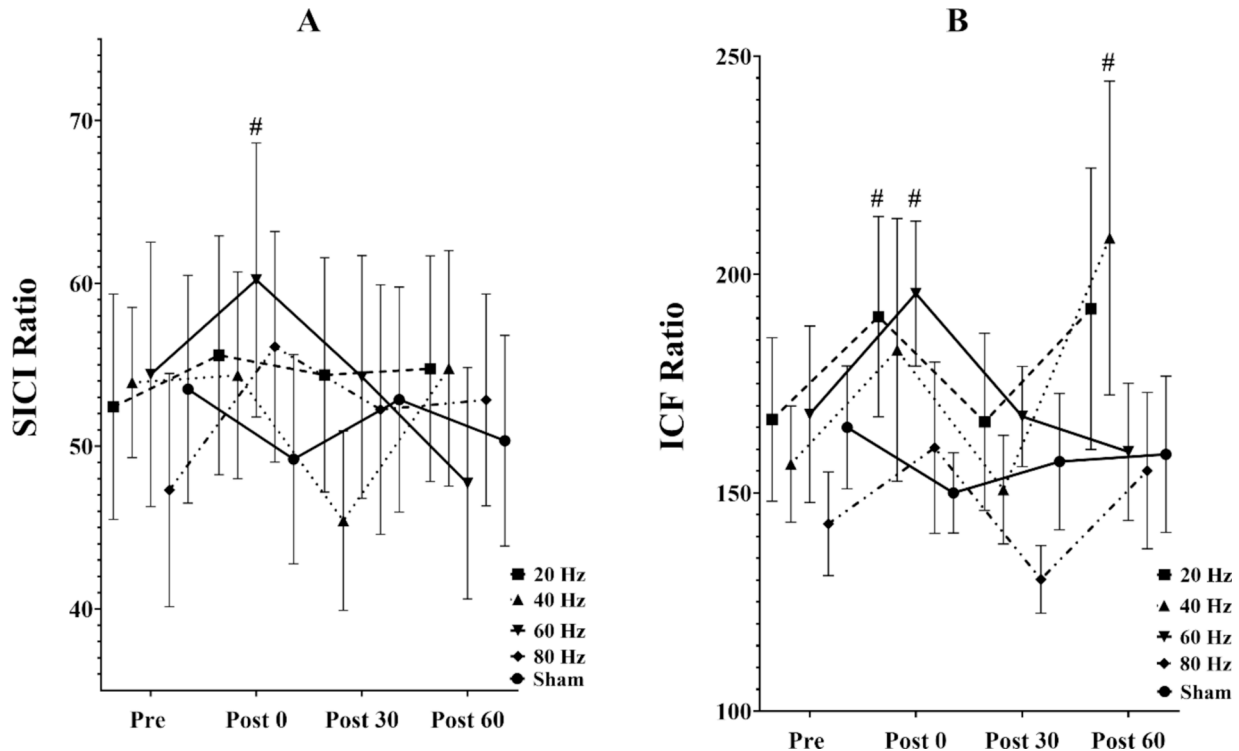 A
SICI Ratio
70
60
50
40
#
20 Hz
40 Hz
60 Hz
80 Hz
Sham
Pre Post 0 Post 30 Post 60
B
ICF Ratio
250
200
150
100
# # #
20 Hz
40 Hz
60 Hz
80 Hz
Sham
Pre Post 0 Post 30 Post 60